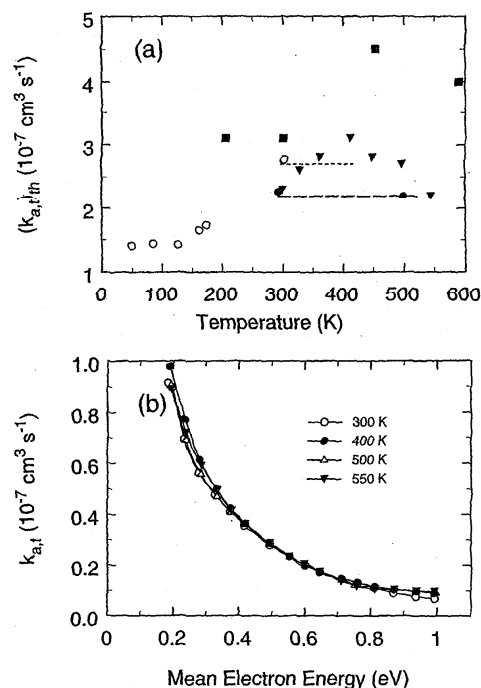 (a)
5
4
3
2
1
(k_{a,t})_{th} (10^{-7} cm^3 s^{-1})
0 100 200 300 400 500 600
Temperature (K)
(b)
1.0
0.8
0.6
0.4
0.2
0.0
k_{a,t} (10^{-7} cm^3 s^{-1})
300 K
400 K
500 K
550 K
0 0.2 0.4 0.6 0.8 1
Mean Electron Energy (eV)